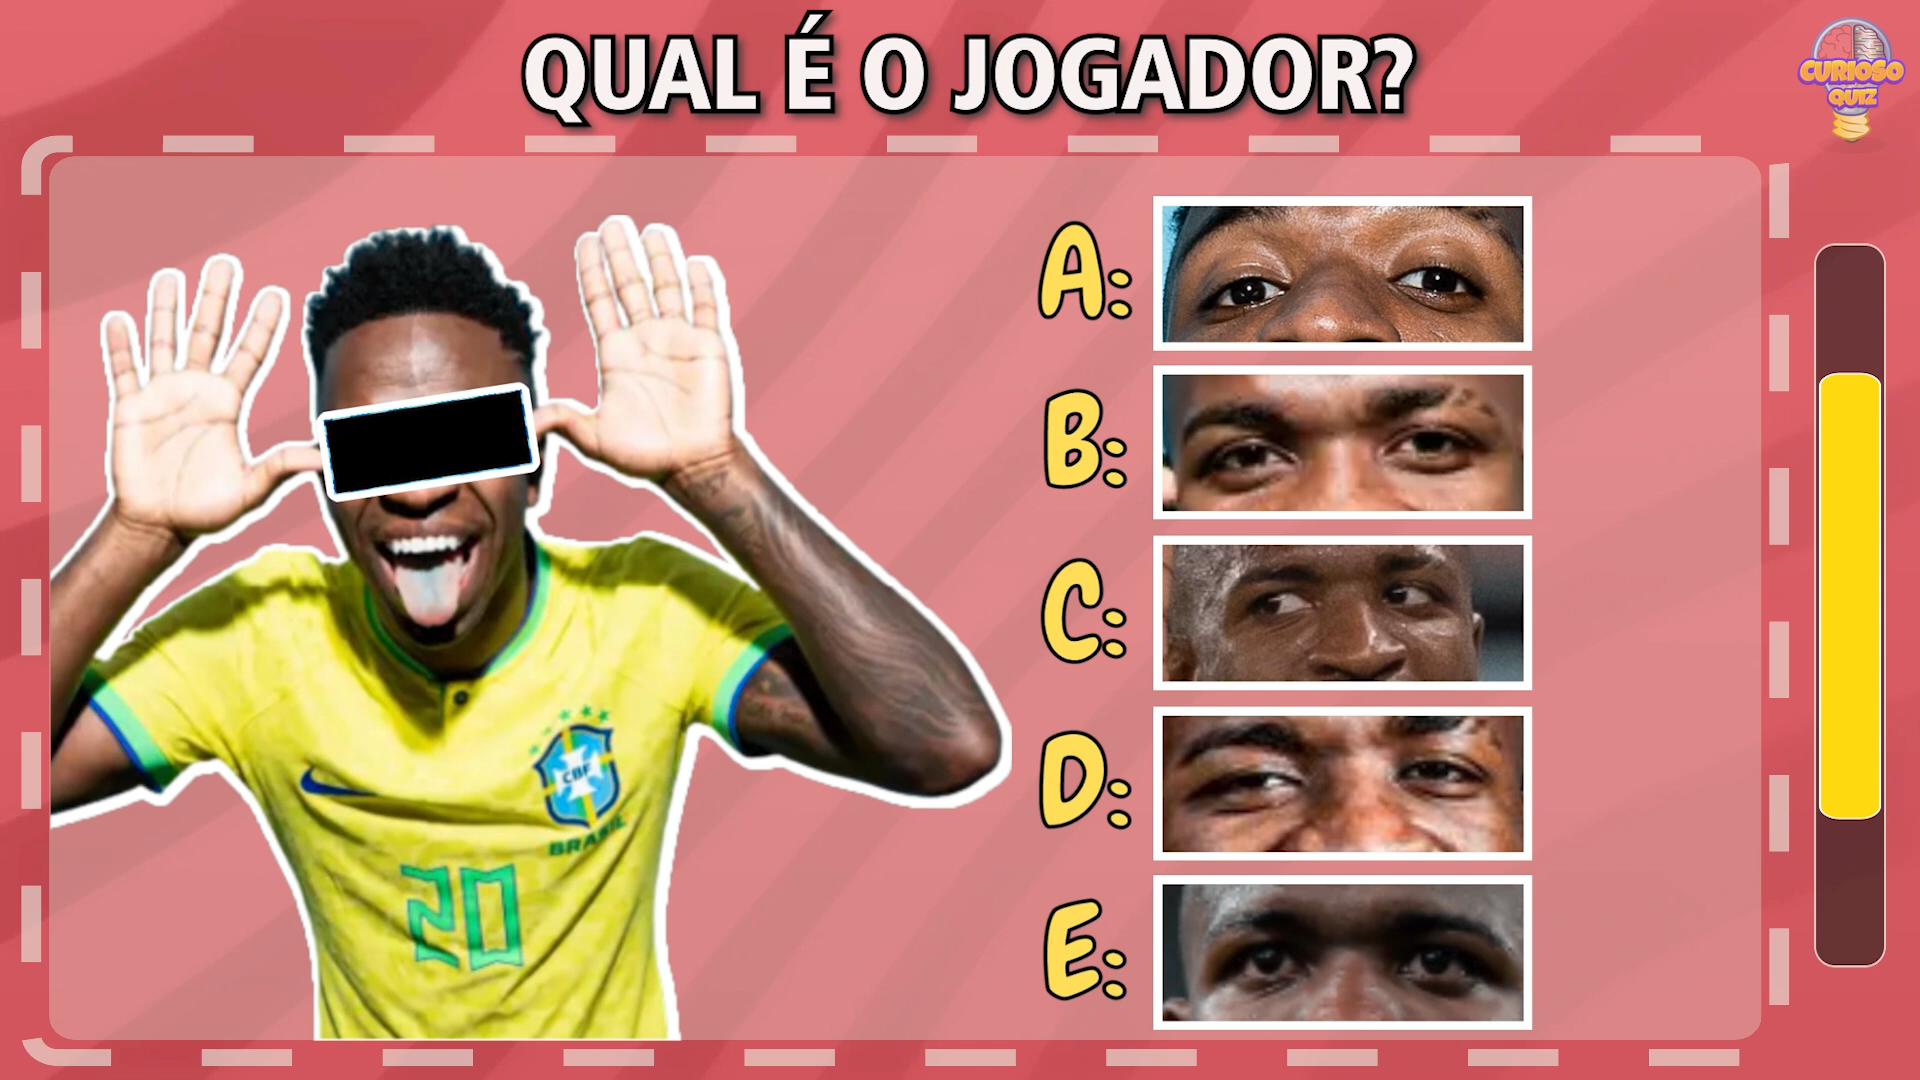 QUAL É O JOGADOR?
CURIOSO
QUIZ
A:
B:
C:
D:
E:
CBF
BRASIL
20